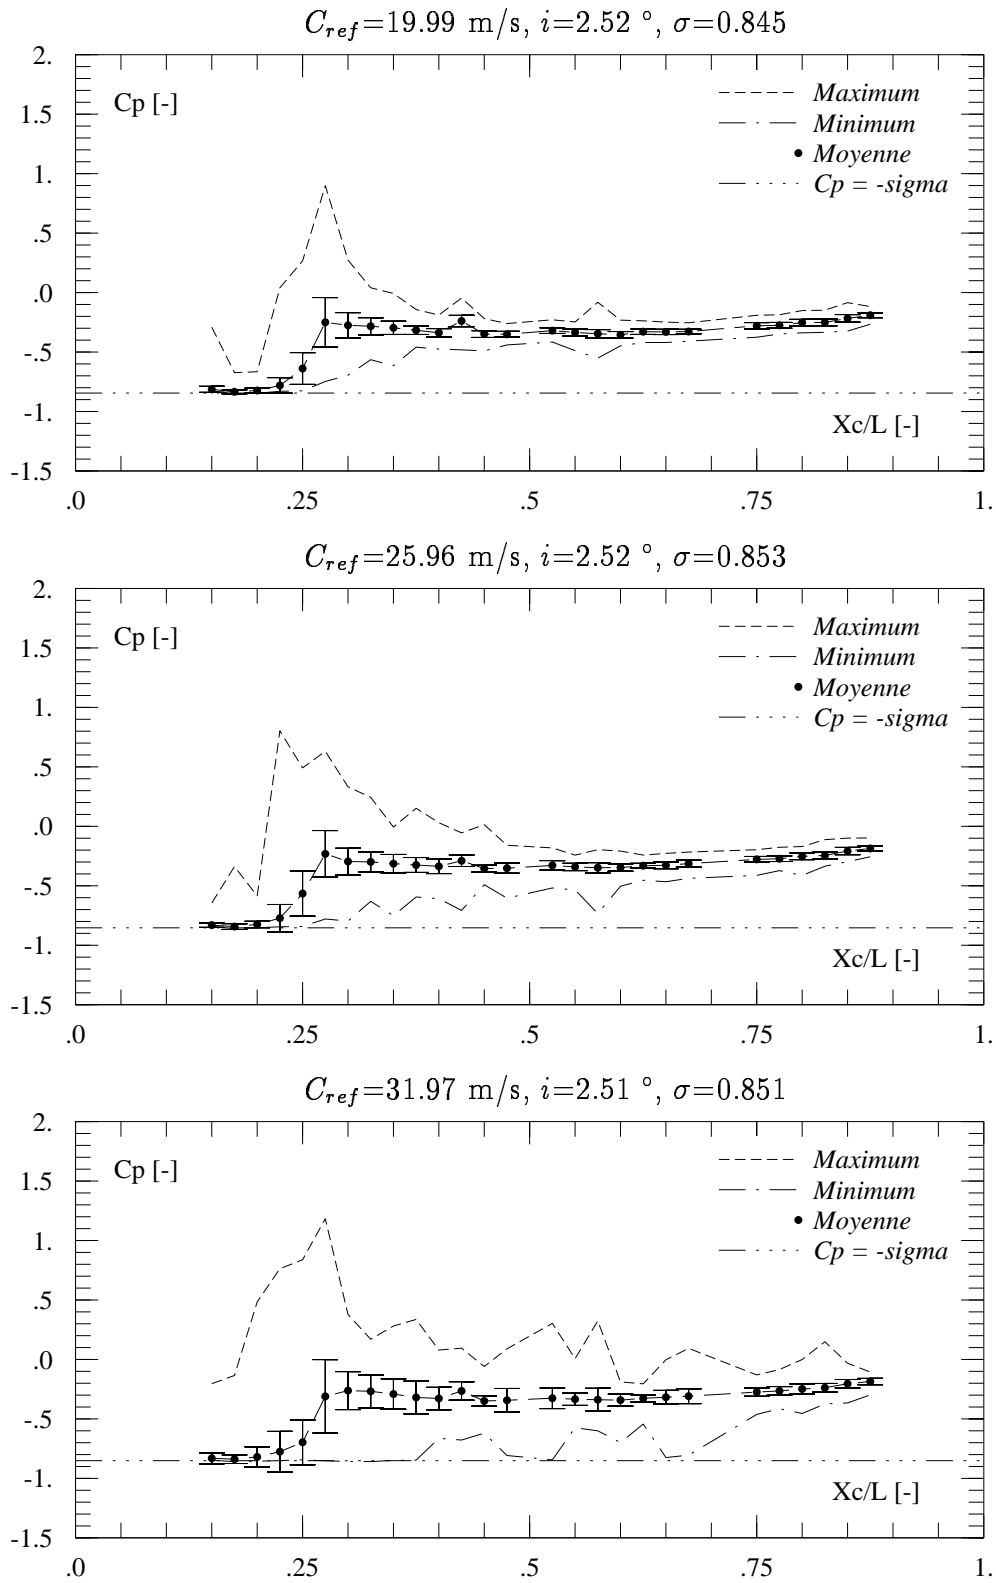 C_ref=19.99 m/s, i=2.52 °, σ=0.845
2.
Cp [-]
Maximum
1.5
Minimum
Moyenne
1.
Cp = -sigma
.5
.0
-.5
-1.
Xc/L [-]
-1.5
.0 .25 .5 .75 1.
C_ref=25.96 m/s, i=2.52 °, σ=0.853
2.
Cp [-]
Maximum
1.5
Minimum
Moyenne
1.
Cp = -sigma
.5
.0
-.5
-1.
Xc/L [-]
-1.5
.0 .25 .5 .75 1.
C_ref=31.97 m/s, i=2.51 °, σ=0.851
2.
Cp [-]
Maximum
1.5
Minimum
Moyenne
1.
Cp = -sigma
.5
.0
-.5
-1.
Xc/L [-]
-1.5
.0 .25 .5 .75 1.